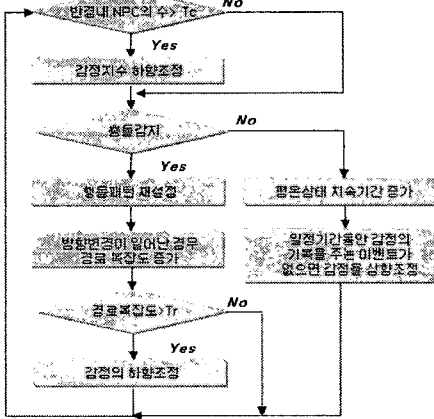 반경내 NPC의 수> Tc
No
Yes
감정지수 하향조정
충돌감지
No
Yes
행동패턴 재설정
평온상태 지속기간 증가
방향변경이 일어난 경우
경로 복잡도 증가
일정기간동안 감정의
기복을 주는 이벤트가
없으면 감정을 상향조정
경로복잡도>Tr
No
Yes
감정의 하향조정